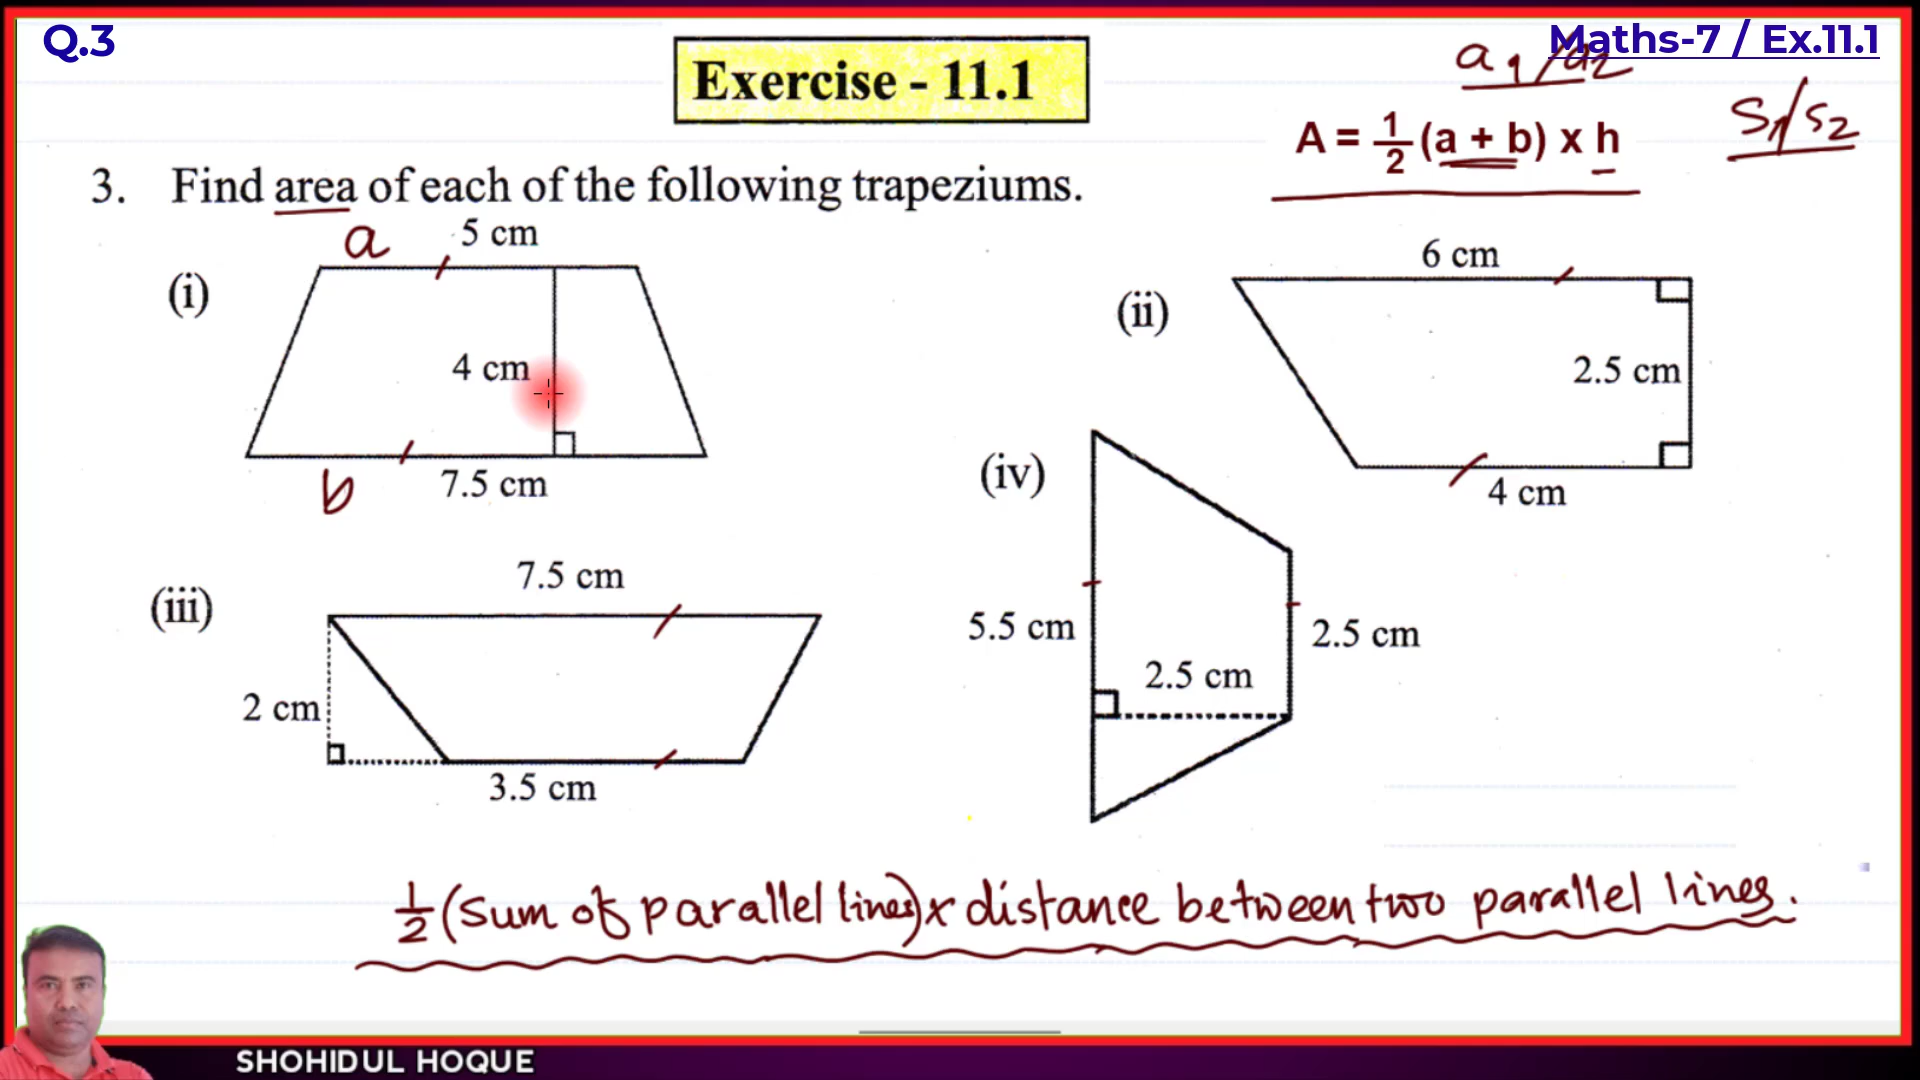 Q.3
Maths-7 / Ex.11.1
Exercise - 11.1
a1/a2
S1/S2
A = 1/2 (a + b) x h
3. Find area of each of the following trapeziums.
a
5 cm
(i)
4 cm
b
7.5 cm
(ii)
6 cm
2.5 cm
4 cm
(iii)
7.5 cm
2 cm
3.5 cm
(iv)
5.5 cm
2.5 cm
2.5 cm
1/2 (sum of parallel lines) x distance between two parallel lines.
SHOHIDUL HOQUE